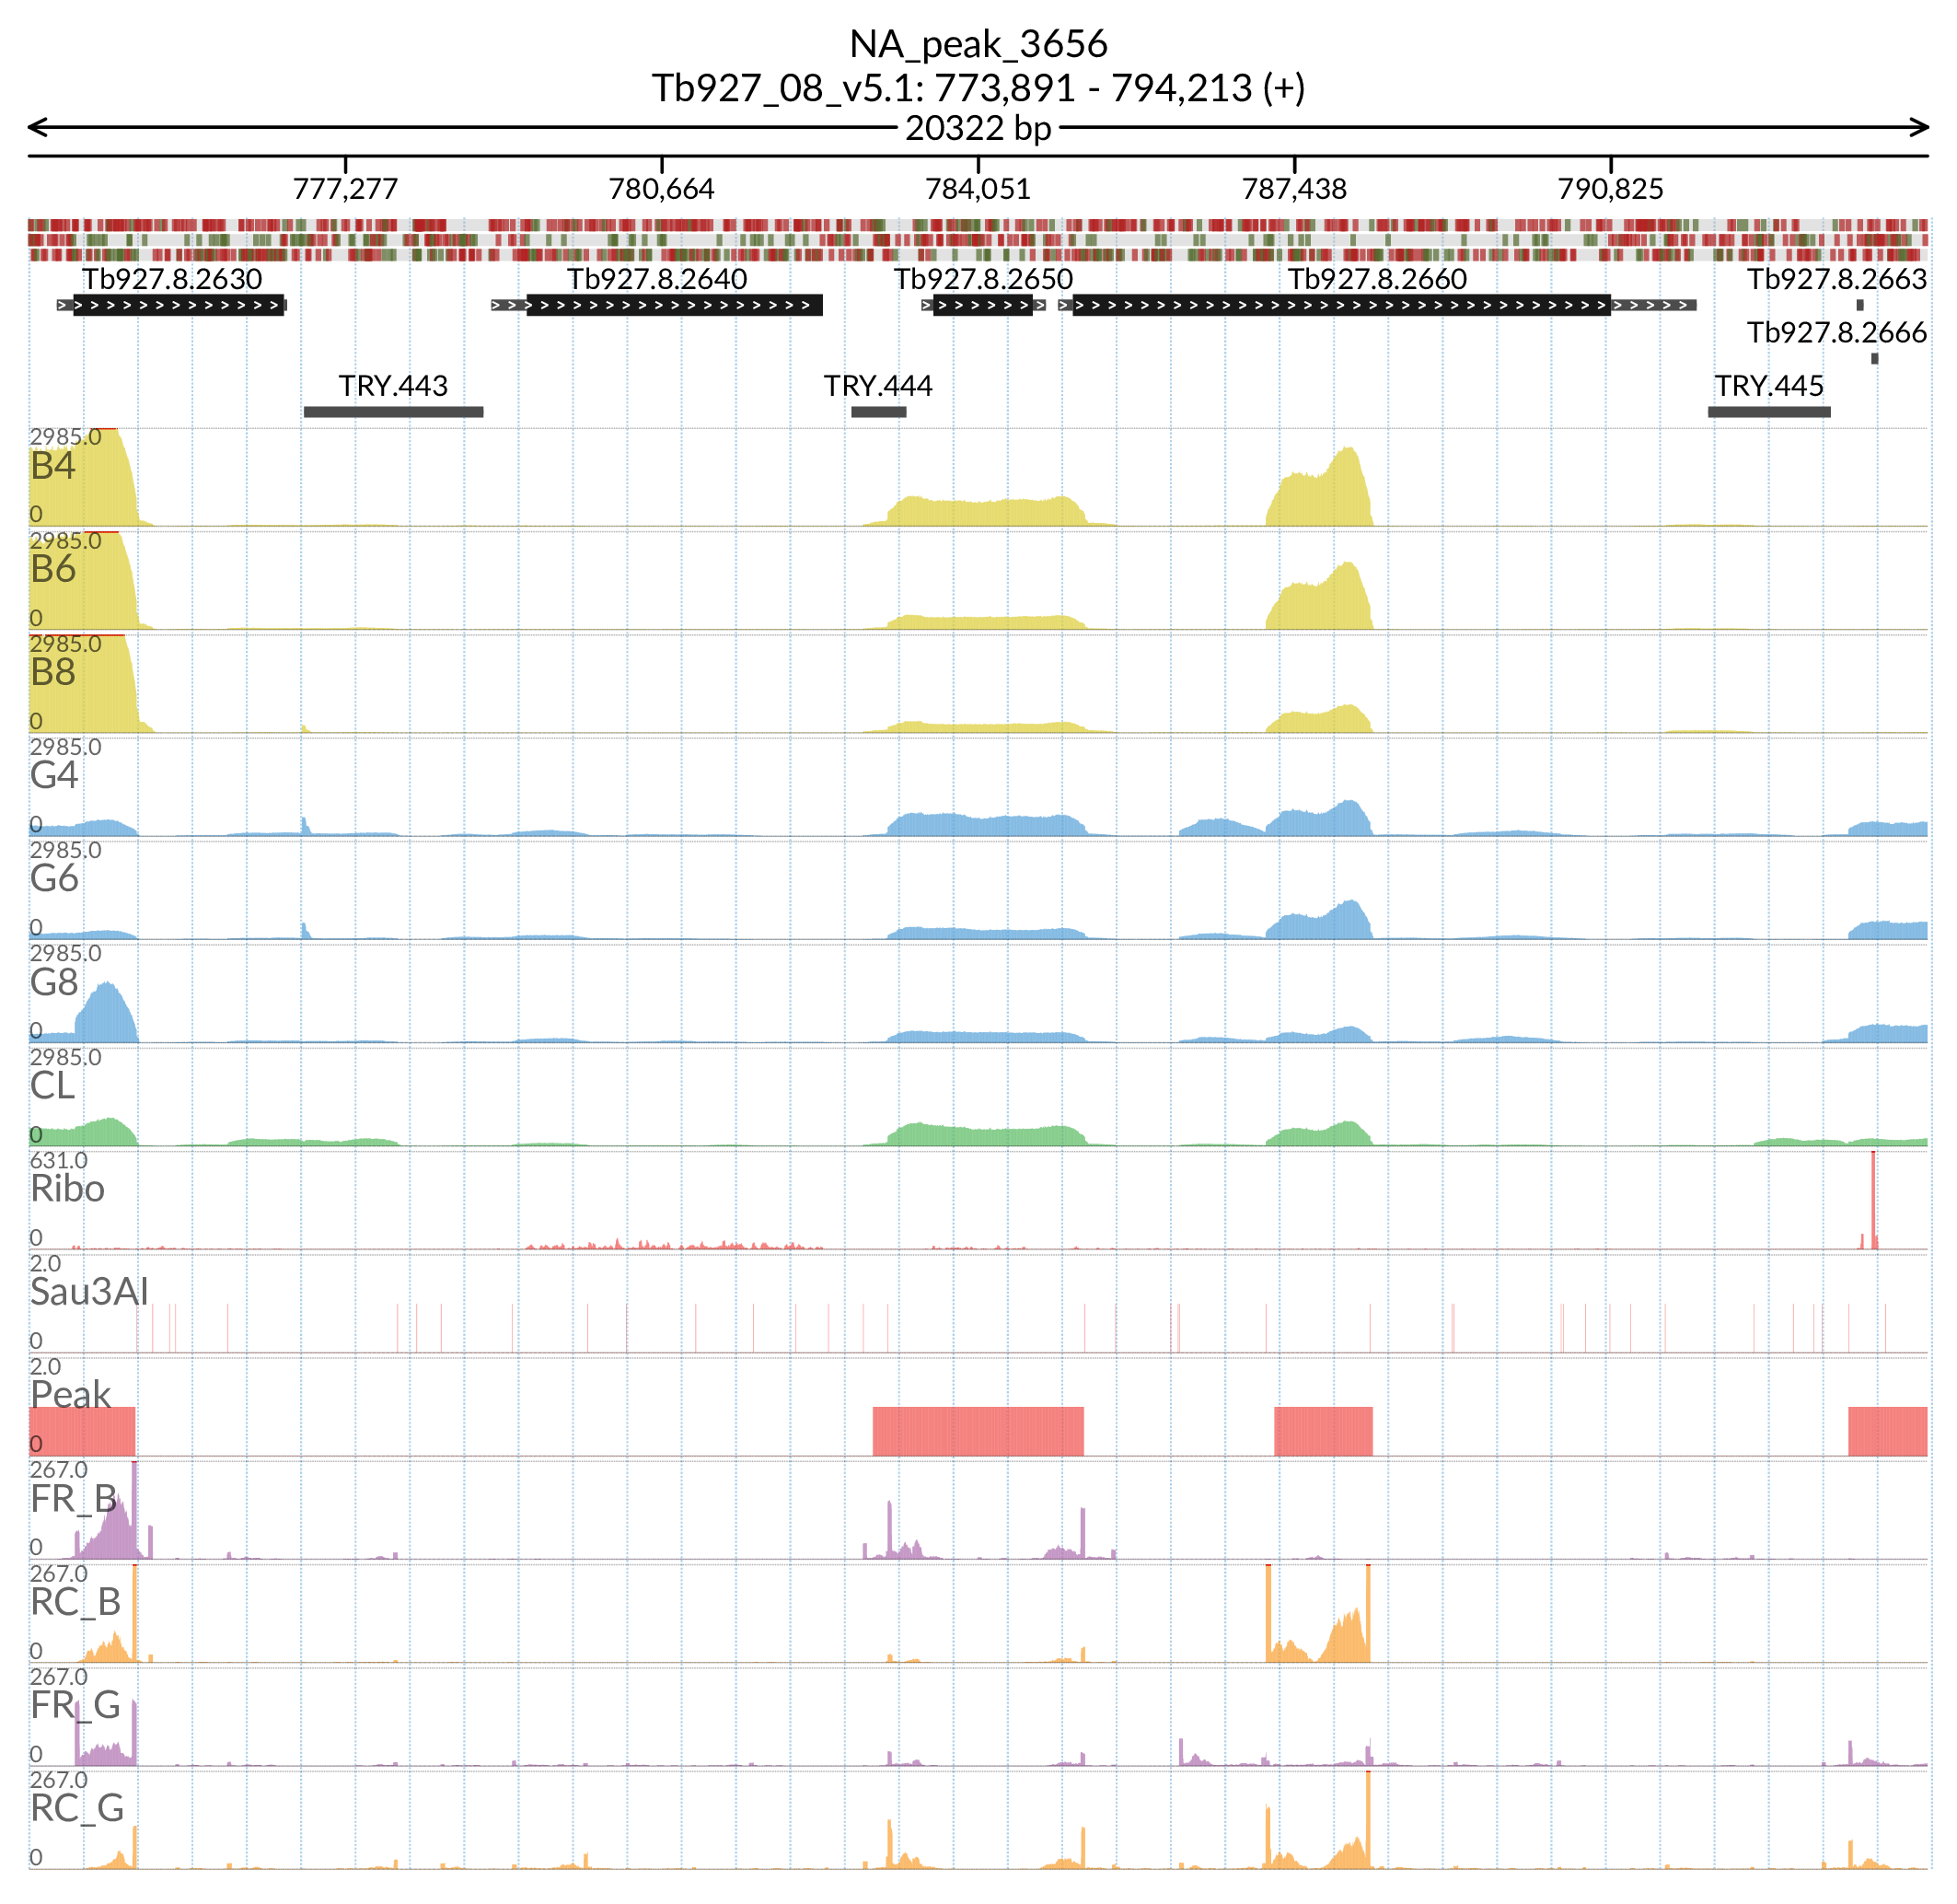 NA_peak_3656
Tb927_08_v5.1: 773,891 - 794,213 (+)
20322 bp
777,277 780,664 784,051 787,438 790,825
Tb927.8.2630 Tb927.8.2640 Tb927.8.2650 Tb927.8.2660 Tb927.8.2663
Tb927.8.2666
TRY.443 TRY.444 TRY.445
2985.0
B4
0
2985.0
B6
0
2985.0
B8
0
2985.0
G4
0
2985.0
G6
0
2985.0
G8
0
2985.0
CL
0
631.0
Ribo
0
2.0
Sau3AI
0
2.0
Peak
0
267.0
FR_B
0
267.0
RC_B
0
267.0
FR_G
0
267.0
RC_G
0